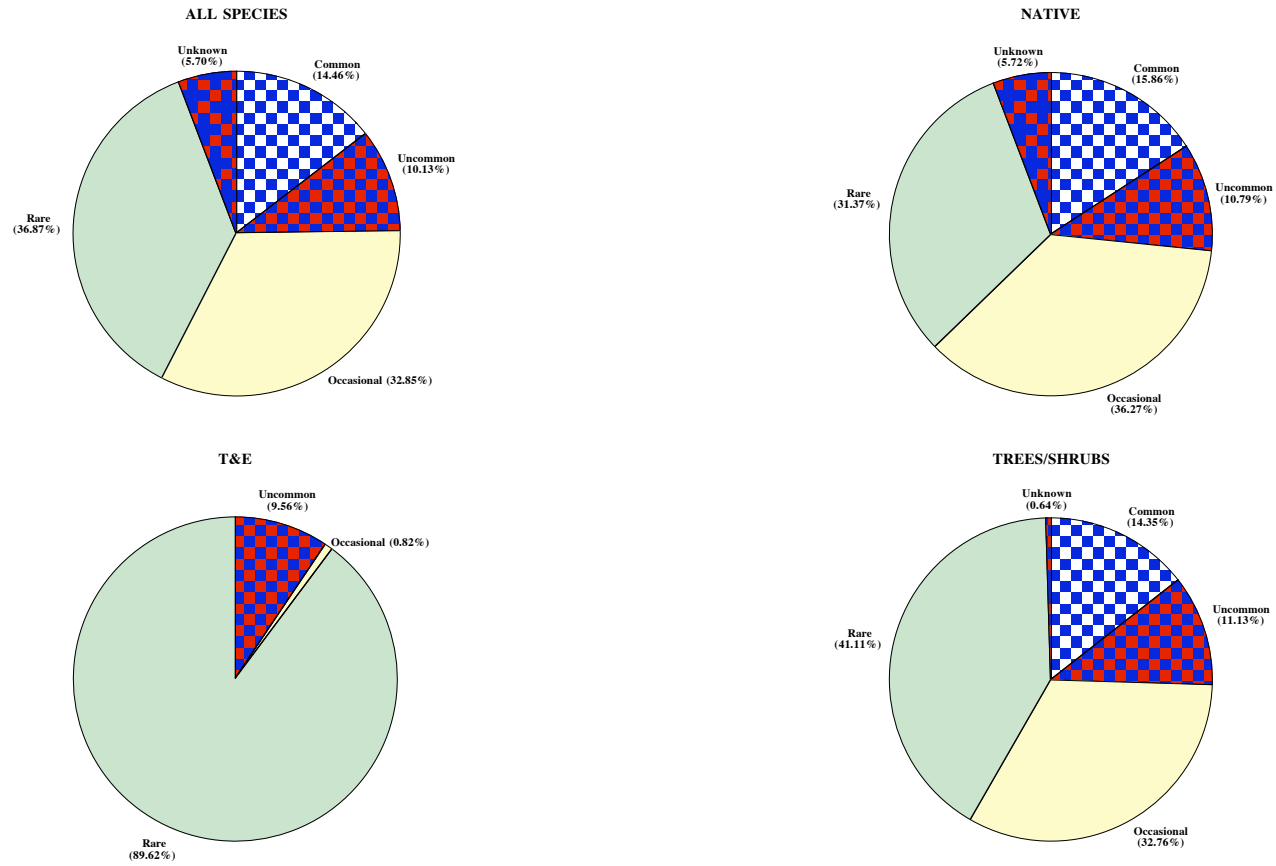 ALL SPECIES
Unknown
(5.70%)
Common
(14.46%)
Uncommon
(10.13%)
Rare
(36.87%)
Occasional (32.85%)
NATIVE
Unknown
(5.72%)
Common
(15.86%)
Uncommon
(10.79%)
Rare
(31.37%)
Occasional
(36.27%)
T&E
Uncommon
(9.56%)
Occasional (0.82%)
Rare
(89.62%)
TREES/SHRUBS
Unknown
(0.64%)
Common
(14.35%)
Uncommon
(11.13%)
Rare
(41.11%)
Occasional
(32.76%)